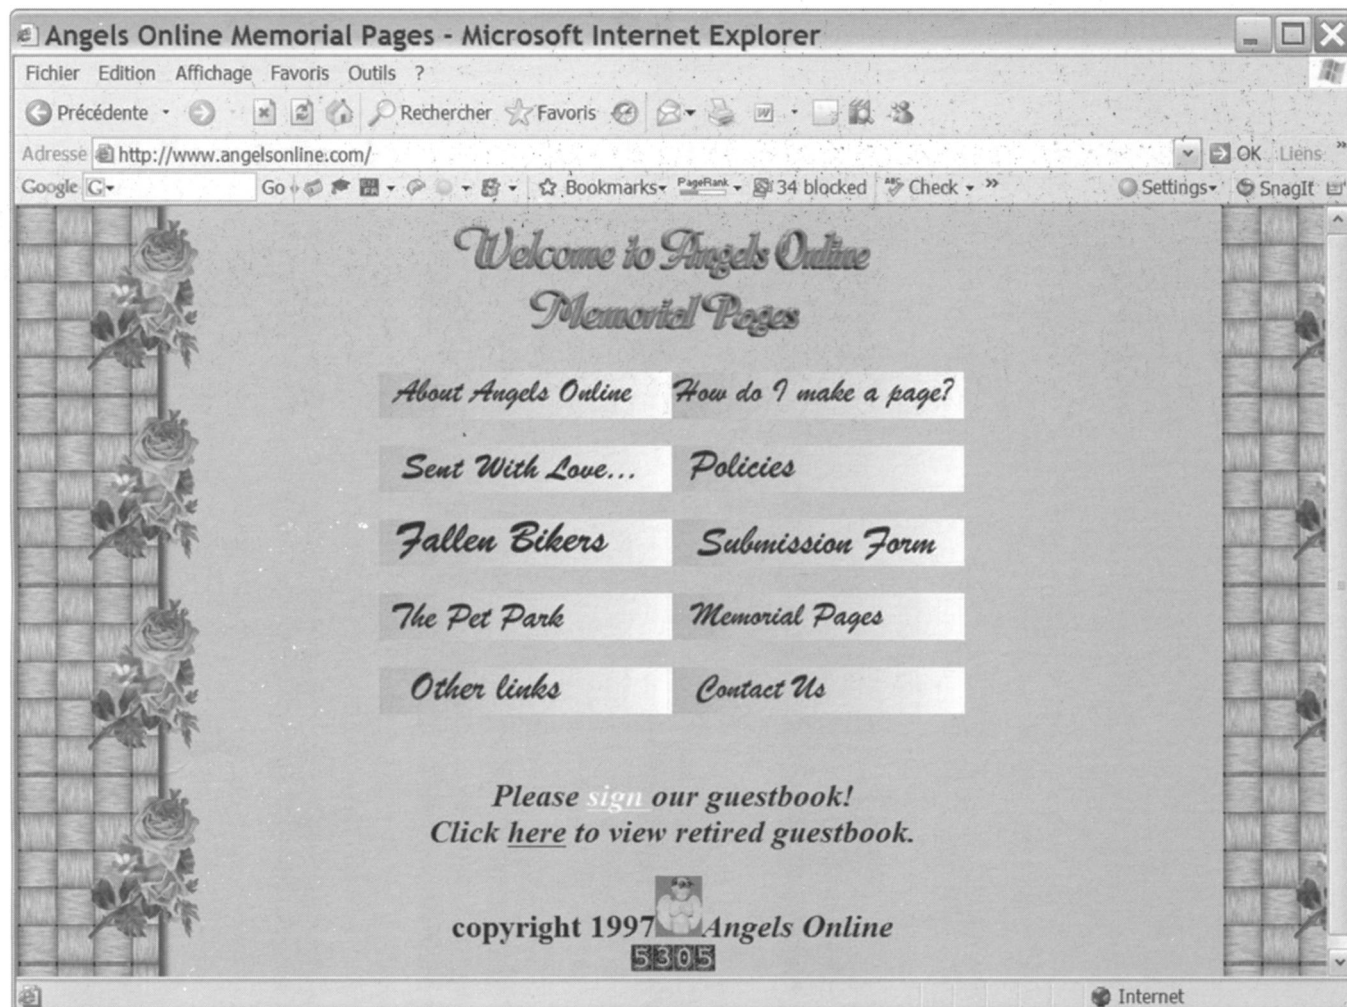 Angels Online Memorial Pages - Microsoft Internet Explorer
Fichier Edition Affichage Favoris Outils ?
Précédente Rechercher Favoris
Adresse http://www.angelsonline.com/ OK Liens »
Google G Go Bookmarks PageRank 34 blocked ABC Check » Settings SnagIt
Welcome to Angels Online
Memorial Pages
About Angels Online How do I make a page?
Sent With Love... Policies
Fallen Bikers Submission Form
The Pet Park Memorial Pages
Other links Contact Us
Please sign our guestbook!
Click here to view retired guestbook.
copyright 1997 Angels Online
5305
Internet